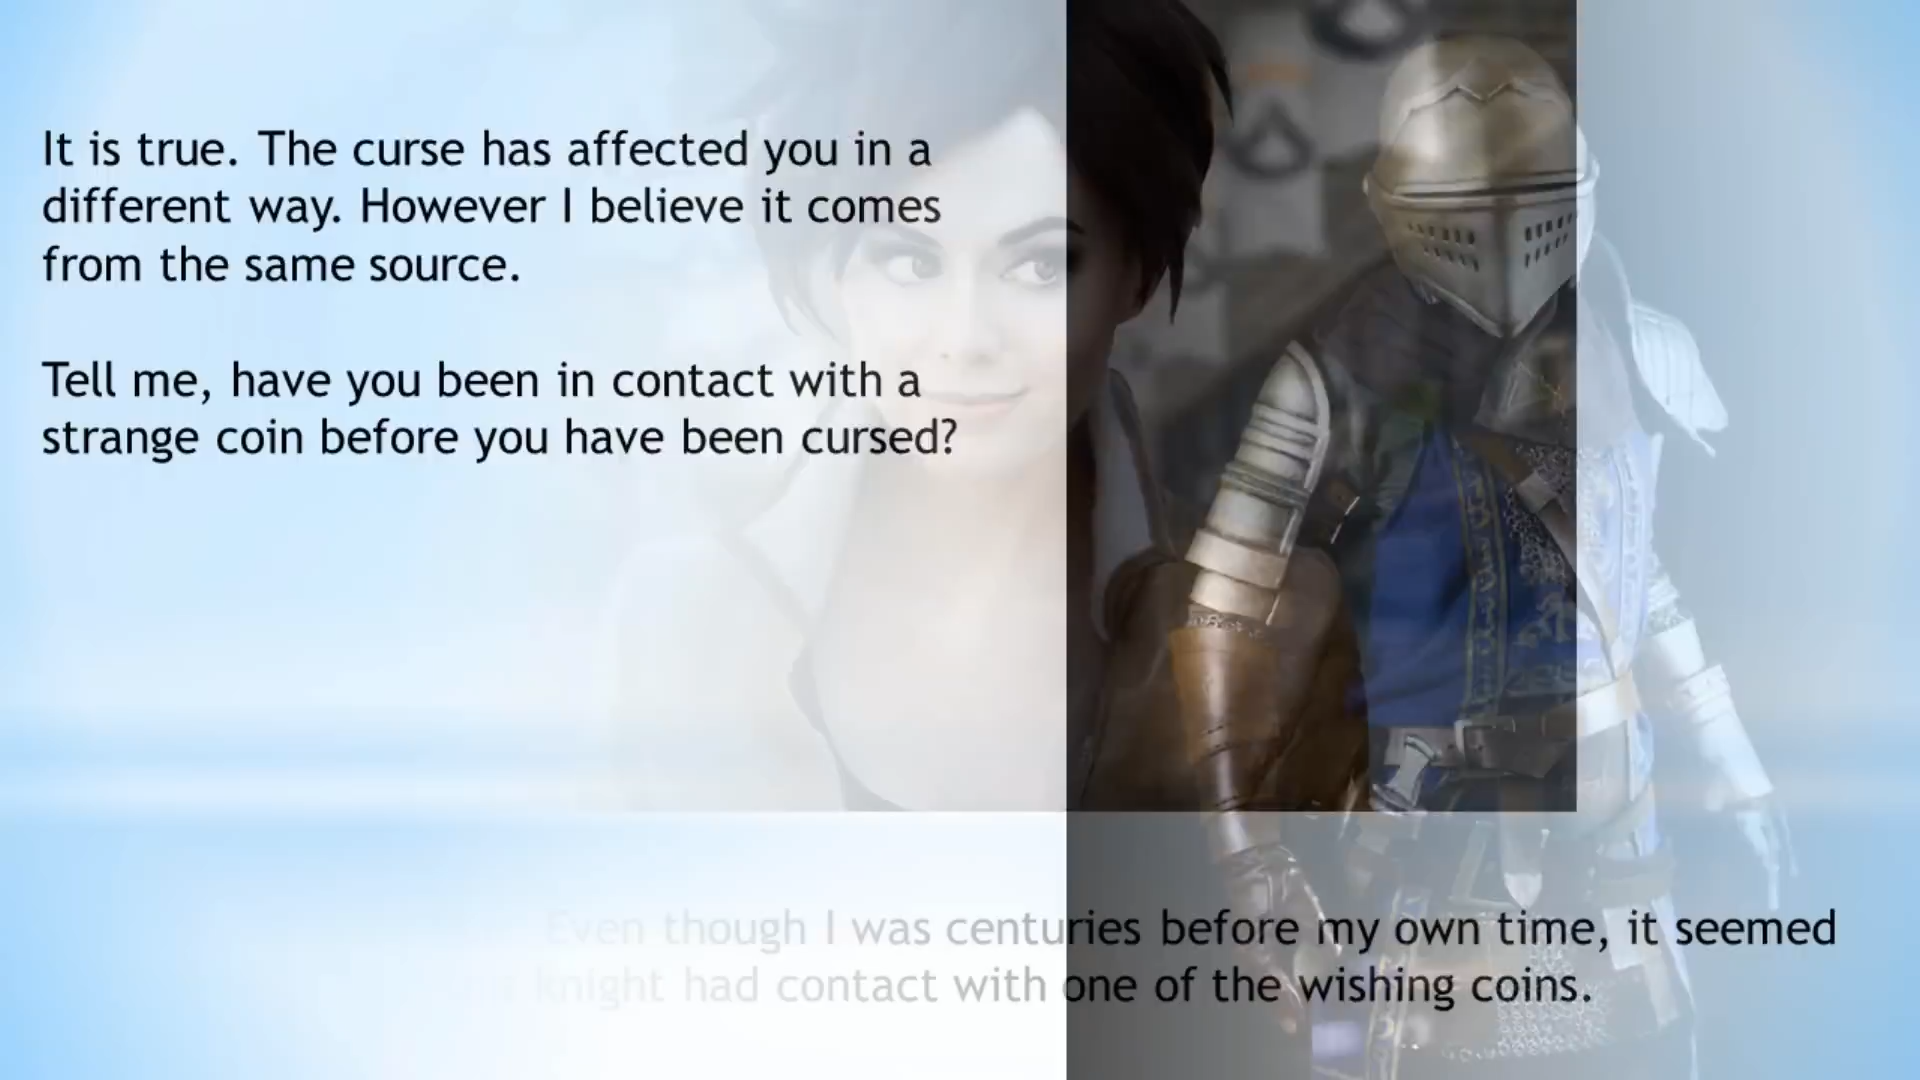 It is true. The curse has affected you in a
different way. However I believe it comes
from the same source.
Tell me, have you been in contact with a
strange coin before you have been cursed?
Even though I was centuries before my own time, it seemed
knight had contact with one of the wishing coins.